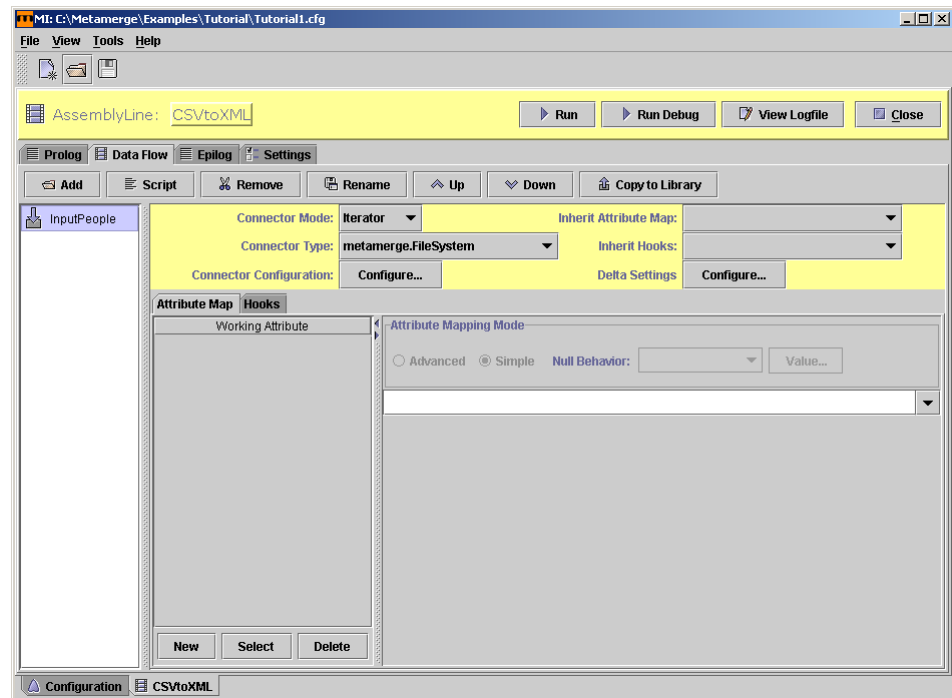 MI: C:\Metamerge\Examples\Tutorial\Tutorial1.cfg
File View Tools Help
AssemblyLine: CSVtoXML Run Run Debug View Logfile Close
Prolog Data Flow Epilog Settings
Add Script Remove Rename Up Down Copy to Library
InputPeople Connector Mode: Iterator Inherit Attribute Map:
Connector Type: metamerge.FileSystem Inherit Hooks:
Connector Configuration: Configure... Delta Settings Configure...
Attribute Map Hooks
Working Attribute Attribute Mapping Mode
Advanced Simple Null Behavior: Value...
New Select Delete
Configuration CSVtoXML